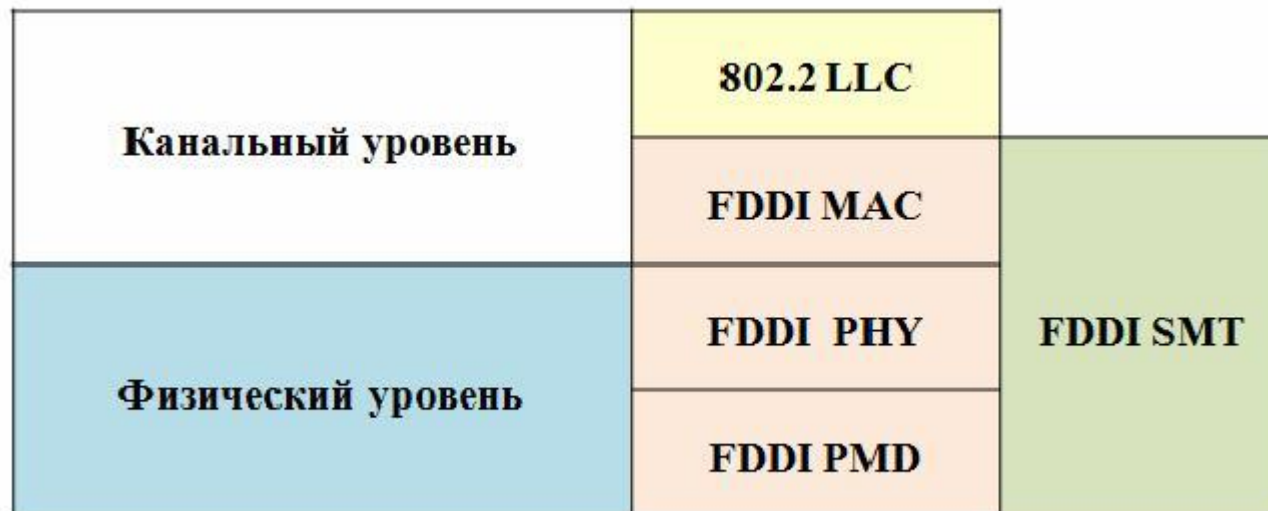 802.2 LLC
Канальный уровень
FDDI MAC
FDDI PHY
FDDI SMT
Физический уровень
FDDI PMD